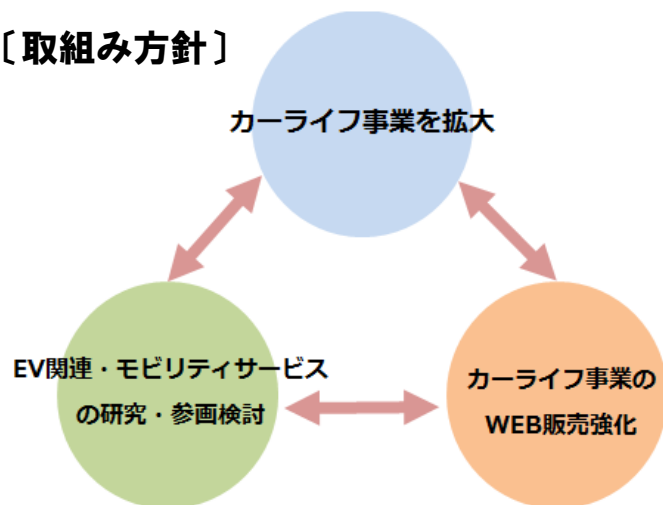 〔取組み方針〕
カーライフ事業を拡大
EV関連・モビリティサービス
の研究・参画検討
カーライフ事業の
WEB販売強化